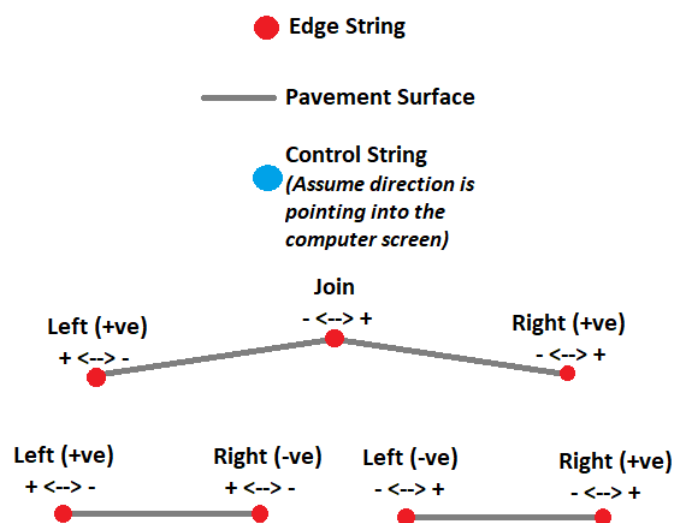 Edge String
Pavement Surface
Control String
(Assume direction is
pointing into the
computer screen)
Join
- <--> +
Left (+ve)
+ <--> -
Right (+ve)
- <--> +
Left (+ve)
+ <--> -
Right (-ve)
+ <--> -
Left (-ve)
- <--> +
Right (+ve)
- <--> +